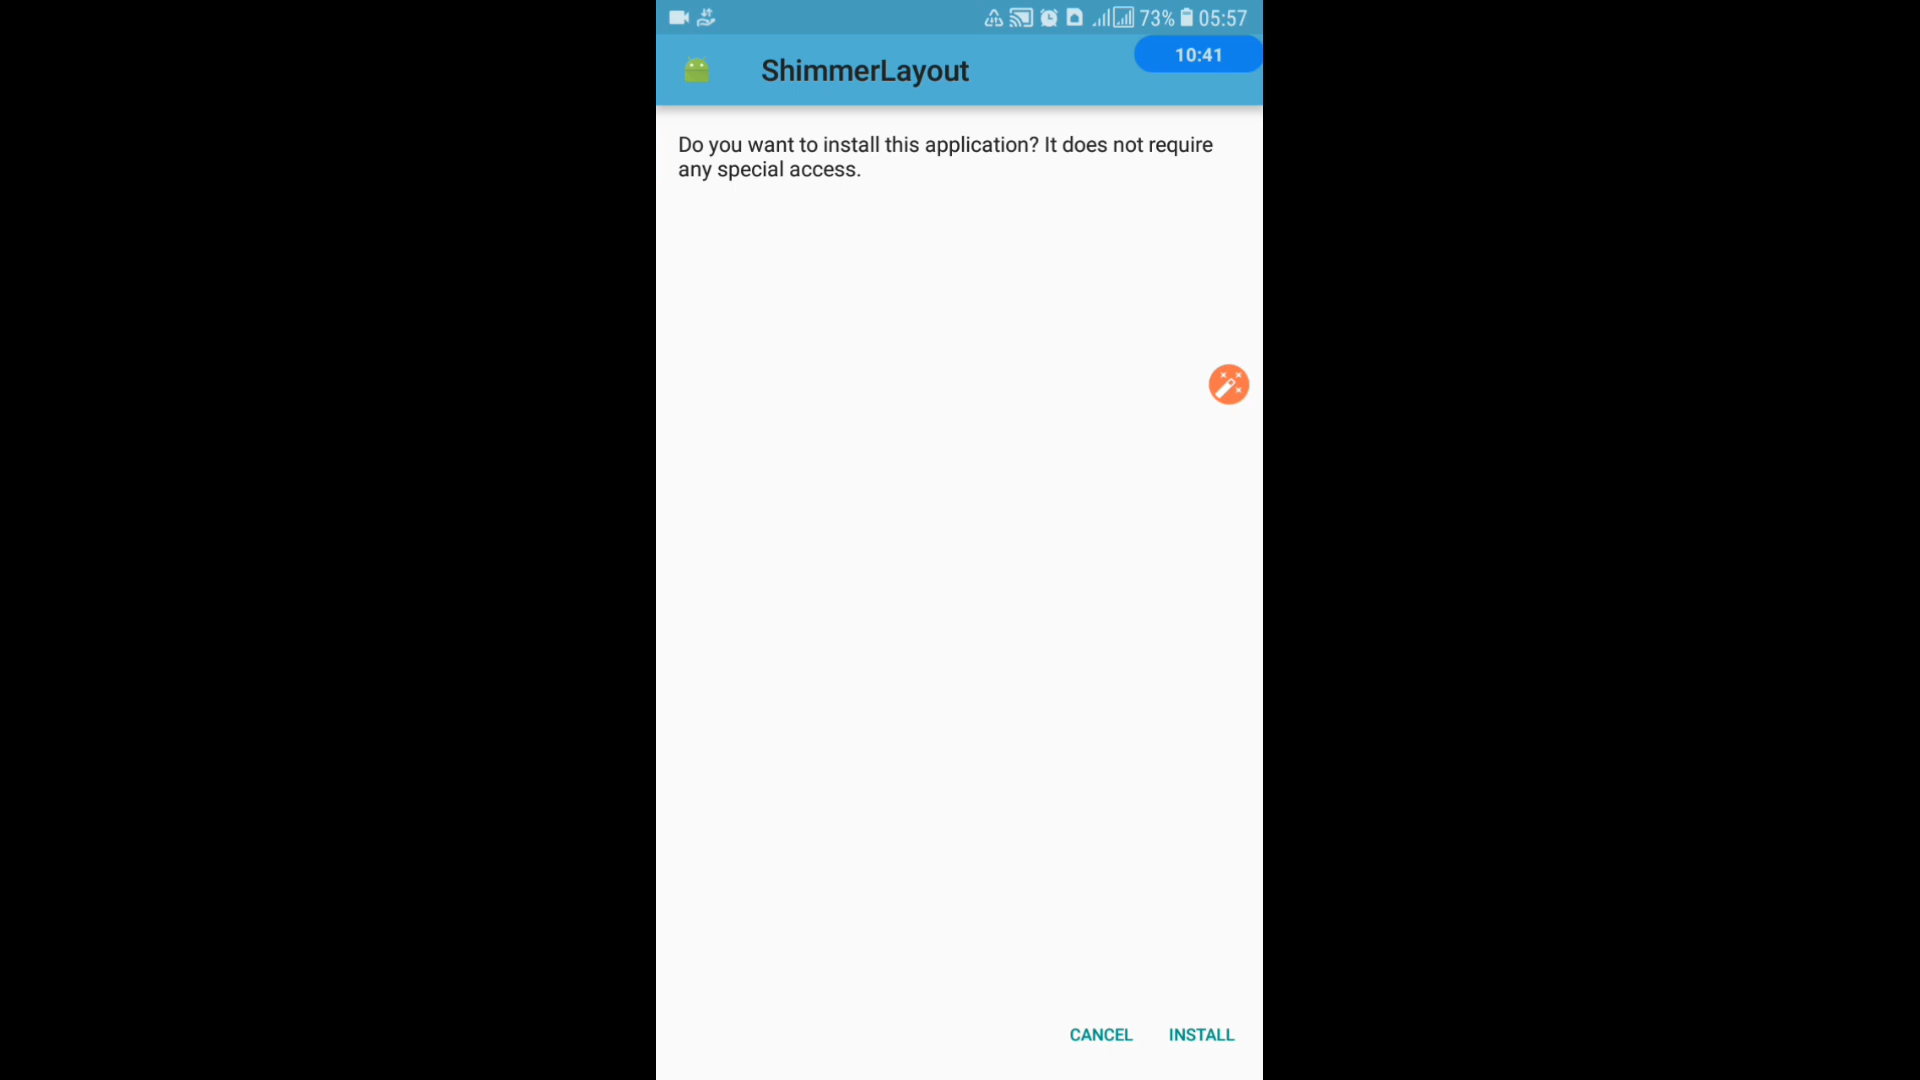 73% 05:57
ShimmerLayout
10:41
Do you want to install this application? It does not require
any special access.
CANCEL INSTALL